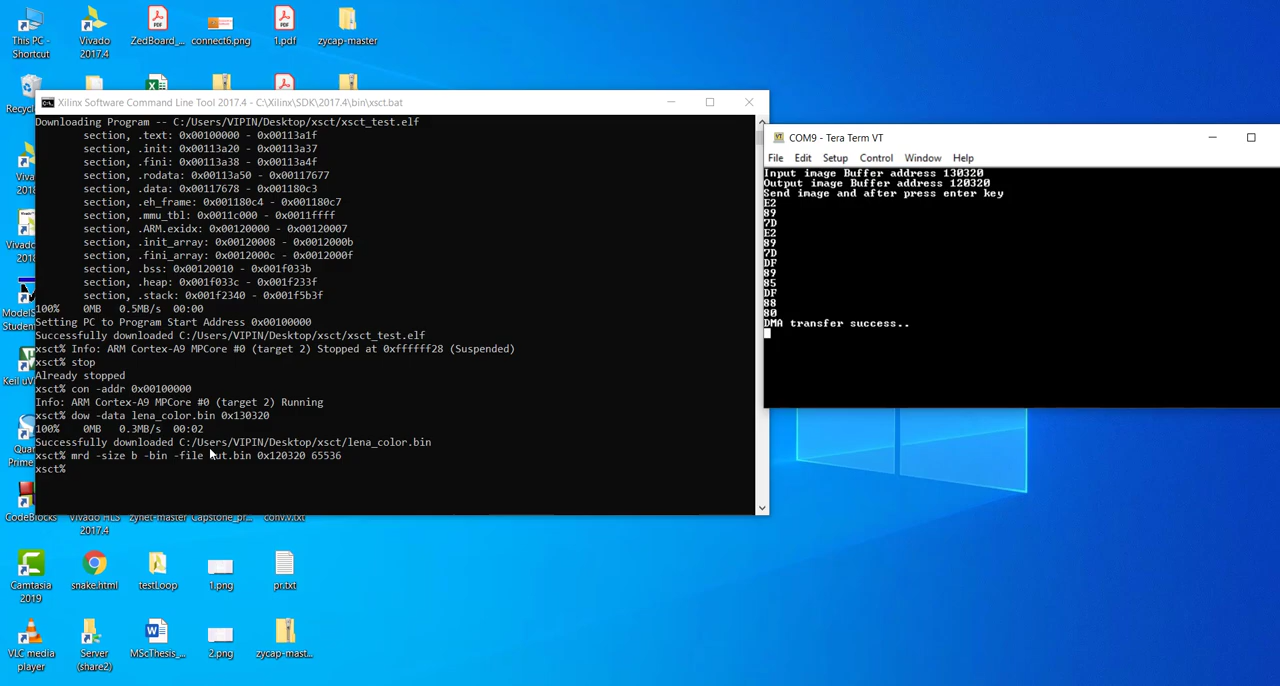 This PC -
Shortcut
Vivado
2017.4
ZedBoard_...
connect6.png
1.pdf
zycap-master
Recycl
Xilinx Software Command Line Tool 2017.4 - C:\Xilinx\SDK\2017.4\bin\xsct.bat
Downloading Program -- C:/Users/VIPIN/Desktop/xsct/xsct_test.elf
section, .text: 0x00100000 - 0x00113a1f
section, .init: 0x00113a20 - 0x00113a37
section, .fini: 0x00113a38 - 0x00113a4f
section, .rodata: 0x00113a50 - 0x00117677
section, .data: 0x00117678 - 0x001180c3
section, .eh_frame: 0x001180c4 - 0x001180c7
section, .mmu_tbl: 0x0011c000 - 0x0011ffff
section, .ARM.exidx: 0x00120000 - 0x00120007
section, .init_array: 0x00120008 - 0x0012000b
section, .fini_array: 0x0012000c - 0x0012000f
section, .bss: 0x00120010 - 0x001f033b
section, .heap: 0x001f033c - 0x001f233f
section, .stack: 0x001f2340 - 0x001f5b3f
100% 0MB 0.5MB/s 00:00
Setting PC to Program Start Address 0x00100000
Successfully downloaded C:/Users/VIPIN/Desktop/xsct/xsct_test.elf
xsct% Info: ARM Cortex-A9 MPCore #0 (target 2) Stopped at 0xffffff28 (Suspended)
xsct% stop
Already stopped
xsct% con -addr 0x00100000
Info: ARM Cortex-A9 MPCore #0 (target 2) Running
xsct% dow -data lena_color.bin 0x130320
100% 0MB 0.3MB/s 00:02
Successfully downloaded C:/Users/VIPIN/Desktop/xsct/lena_color.bin
xsct% mrd -size b -bin -file ut.bin 0x120320 65536
xsct%
COM9 - Tera Term VT
File Edit Setup Control Window Help
Input image Buffer address 130320
Output image Buffer address 120320
Send image and after press enter key
E2
89
7D
E2
89
7D
DF
89
85
DF
88
80
DMA transfer success..
Viva
2018
Vivado
2018
ModelS
Student
Keil uV
Qua
Prime
CodeBlocks
Vivado HLS
2017.4
zynet-master
Capstone_pr...
conv.v.txt
Camtasia
2019
snake.html
testLoop
1.png
pr.txt
VLC media
player
Server
(share2)
MScThesis_...
2.png
zycap-mast...